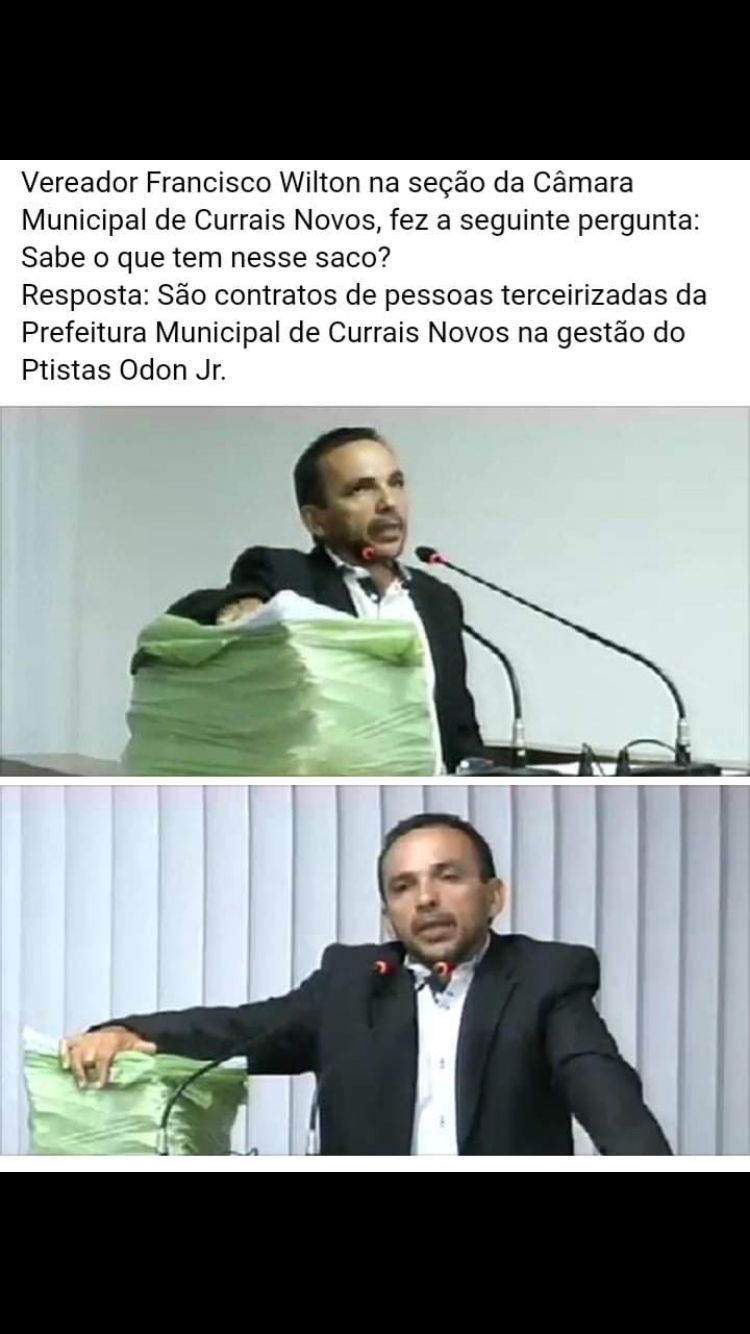 Vereador Francisco Wilton na seção da Câmara
Municipal de Currais Novos, fez a seguinte pergunta:
Sabe o que tem nesse saco?
Resposta: São contratos de pessoas terceirizadas da
Prefeitura Municipal de Currais Novos na gestão do
Ptistas Odon Jr.